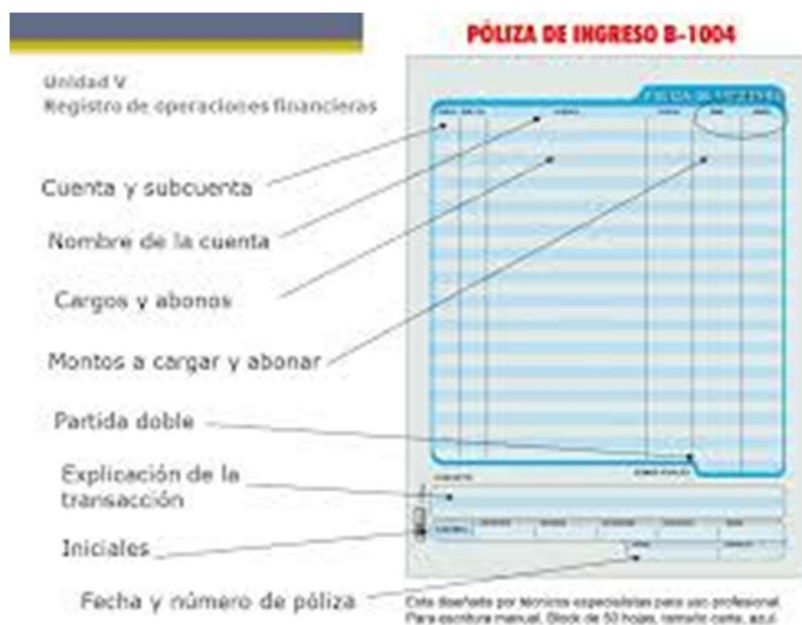 PÓLIZA DE INGRESO B-1004
Unidad V
Registro de operaciones financieras
Cuenta y subcuenta
Nombre de la cuenta
Cargos y abonos
Montos a cargar y abonar
Partida doble
Explicación de la
transacción
Iniciales
Fecha y número de póliza
Esta diseñada por técnicos especialistas para uso profesional.
Para escritura manual. Block de 50 hojas, tamaño carta, azul.